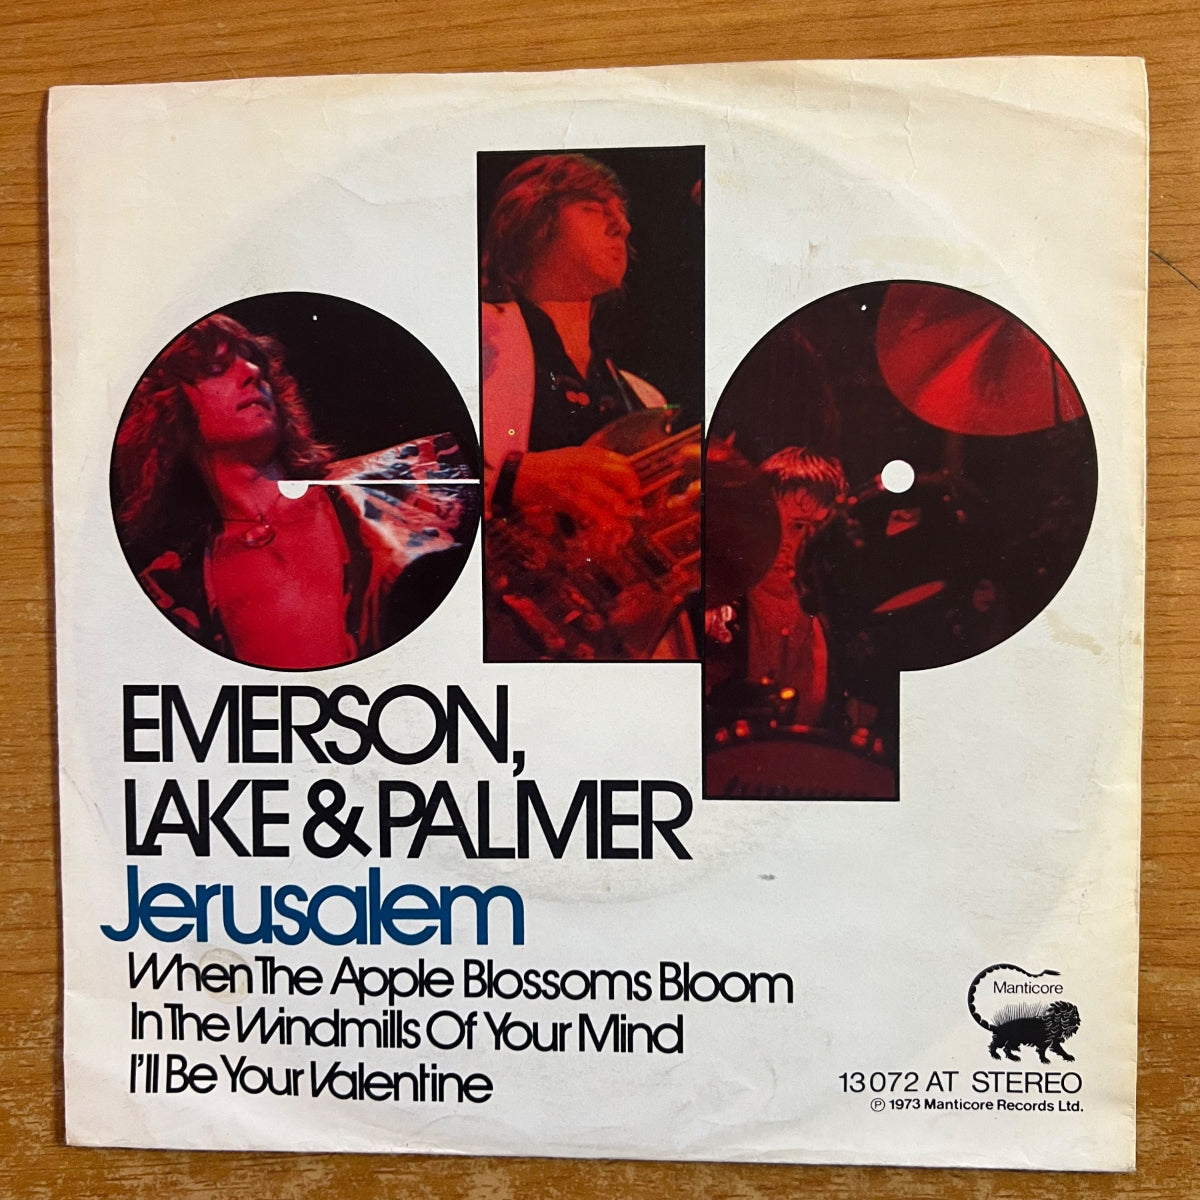 elp
EMERSON,
LAKE & PALMER
Jerusalem
When The Apple Blossoms Bloom
In The Windmills Of Your Mind
I'll Be Your Valentine
Manticore
13 072 AT STEREO
℗ 1973 Manticore Records Ltd.